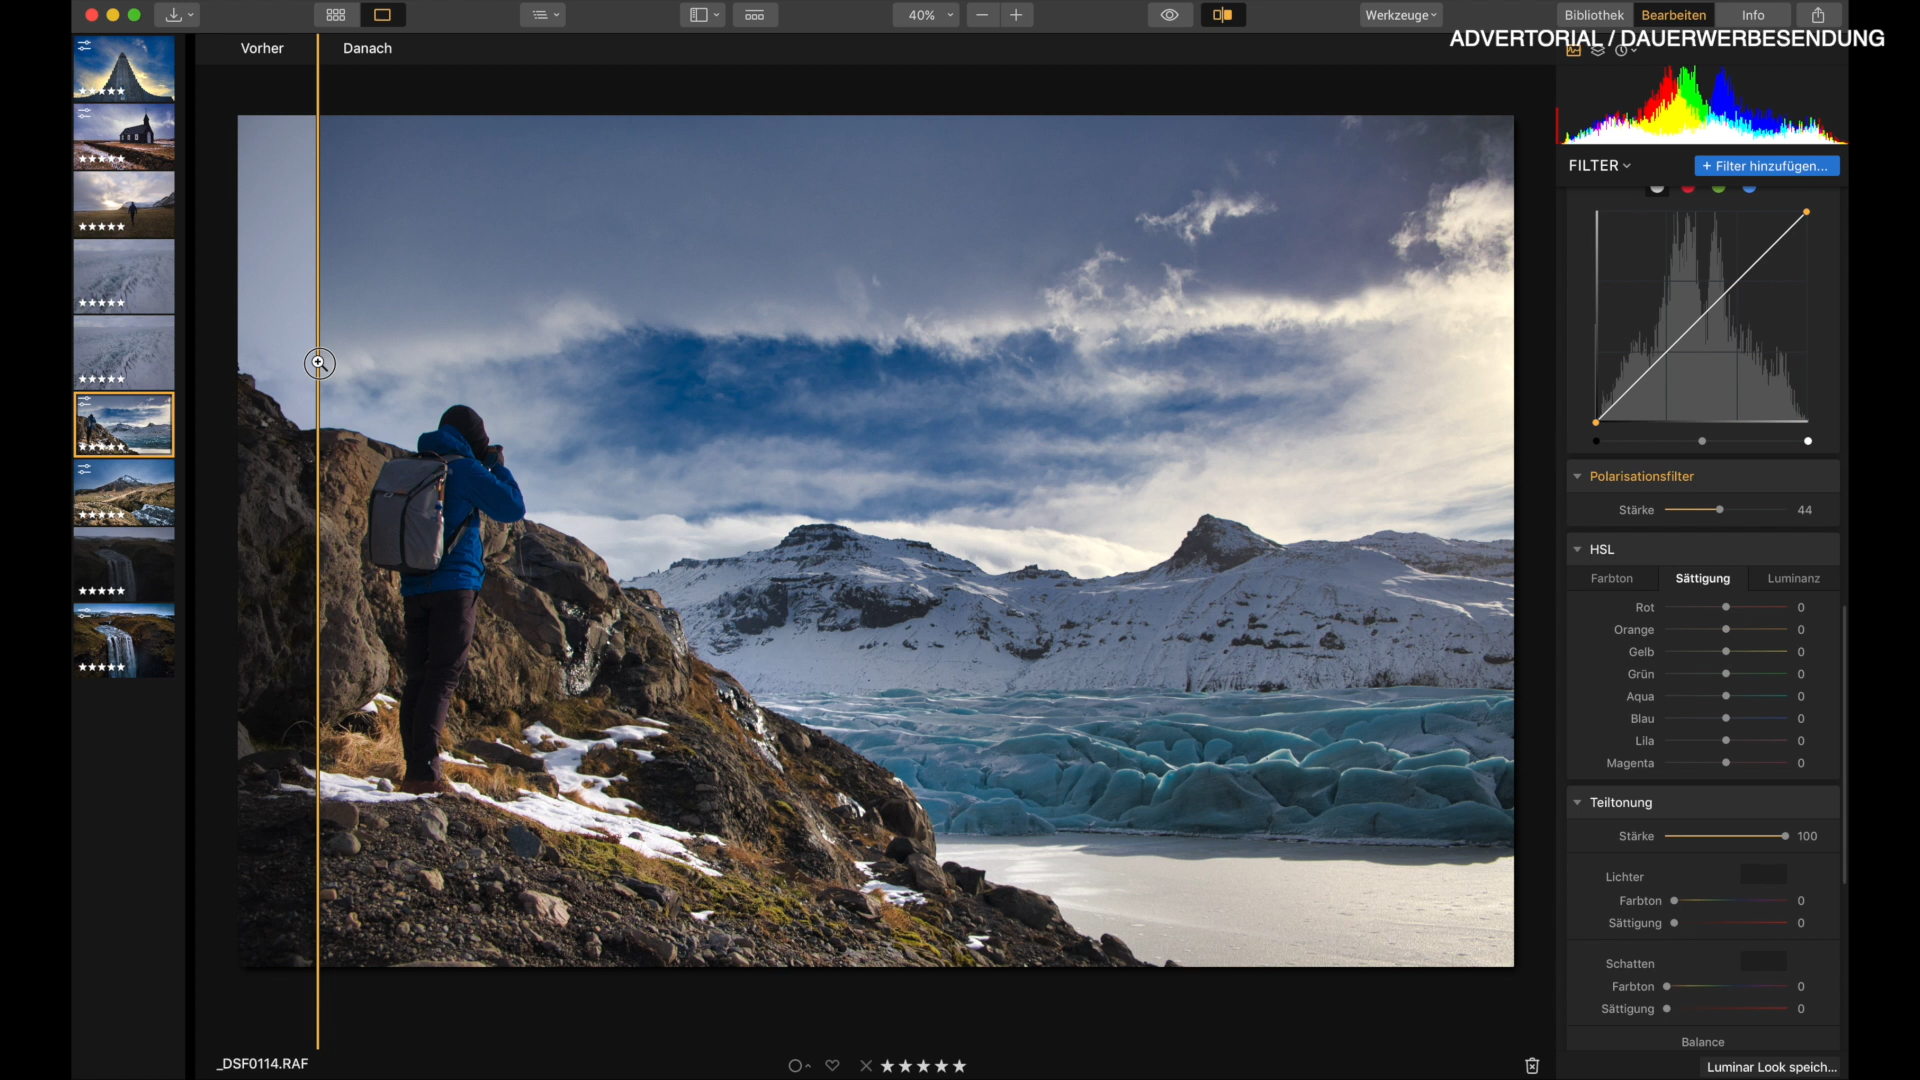 40%
Werkzeuge
Bibliothek
Bearbeiten
Info
ADVERTORIAL / DAUERWERBESENDUNG
Vorher
Danach
FILTER
+ Filter hinzufügen...
Polarisationsfilter
Stärke 44
HSL
Farbton Sättigung Luminanz
Rot 0
Orange 0
Gelb 0
Grün 0
Aqua 0
Blau 0
Lila 0
Magenta 0
Teiltonung
Stärke 100
Lichter
Farbton 0
Sättigung 0
Schatten
Farbton 0
Sättigung 0
Balance
_DSF0114.RAF
Luminar Look speich...